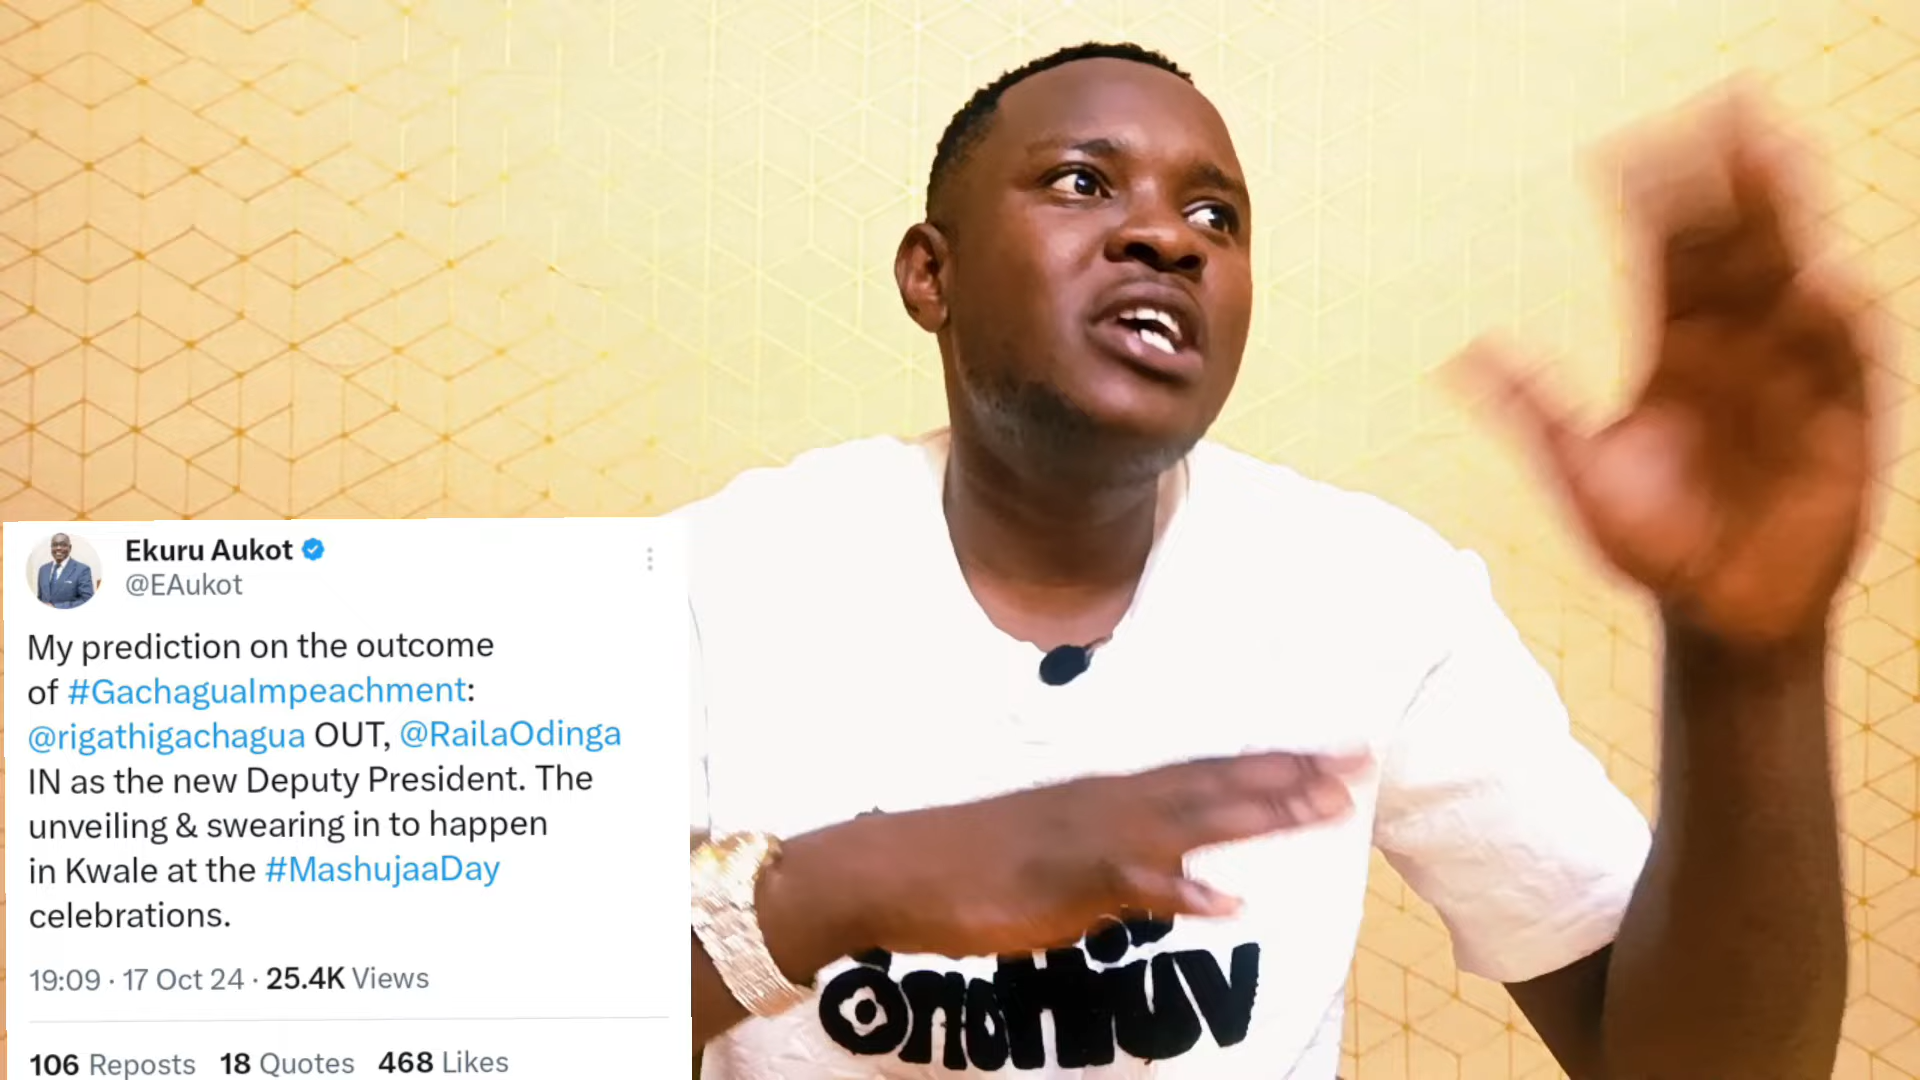 Ekuru Aukot
@EAukot
My prediction on the outcome
of #GachaguaImpeachment:
@rigathigachagua OUT, @RailaOdinga
IN as the new Deputy President. The
unveiling & swearing in to happen
in Kwale at the #MashujaaDay
celebrations.
19:09 · 17 Oct 24 · 25.4K Views
106 Reposts 18 Quotes 468 Likes